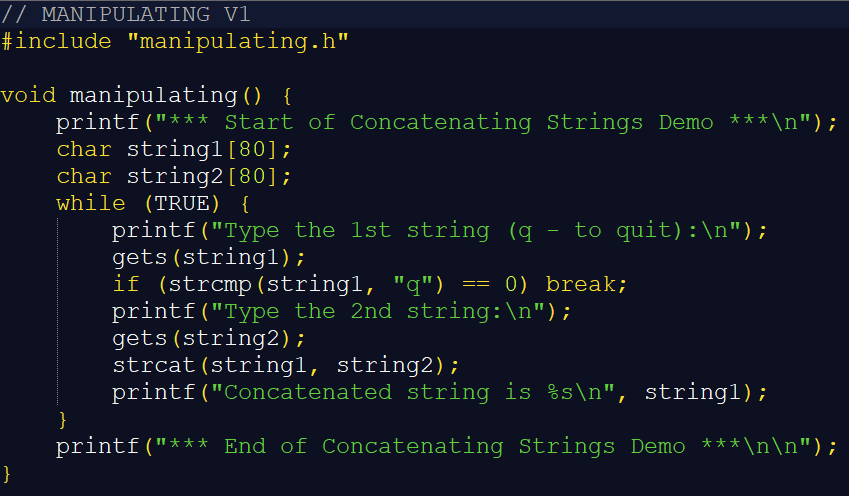 // MANIPULATING V1
#include "manipulating.h"

void manipulating() {
    printf("*** Start of Concatenating Strings Demo ***\n");
    char string1[80];
    char string2[80];
    while (TRUE) {
        printf("Type the 1st string (q - to quit):\n");
        gets(string1);
        if (strcmp(string1, "q") == 0) break;
        printf("Type the 2nd string:\n");
        gets(string2);
        strcat(string1, string2);
        printf("Concatenated string is %s\n", string1);
    }
    printf("*** End of Concatenating Strings Demo ***\n\n");
}